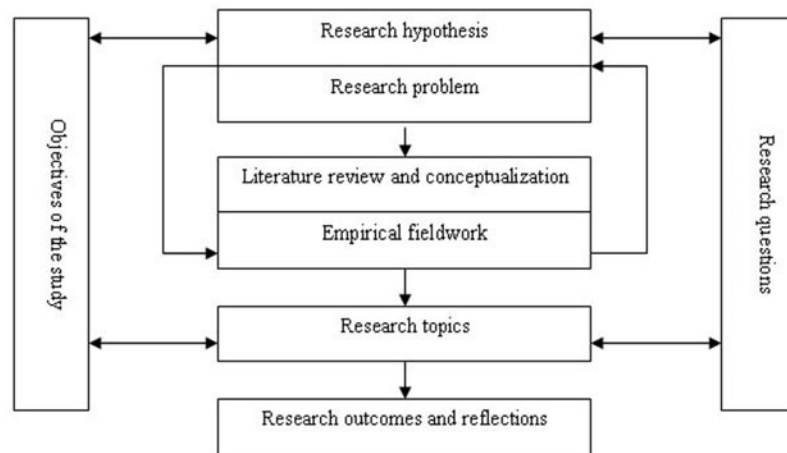 Objectives of the study
Research hypothesis
Research problem
Literature review and conceptualization
Empirical fieldwork
Research topics
Research outcomes and reflections
Research questions